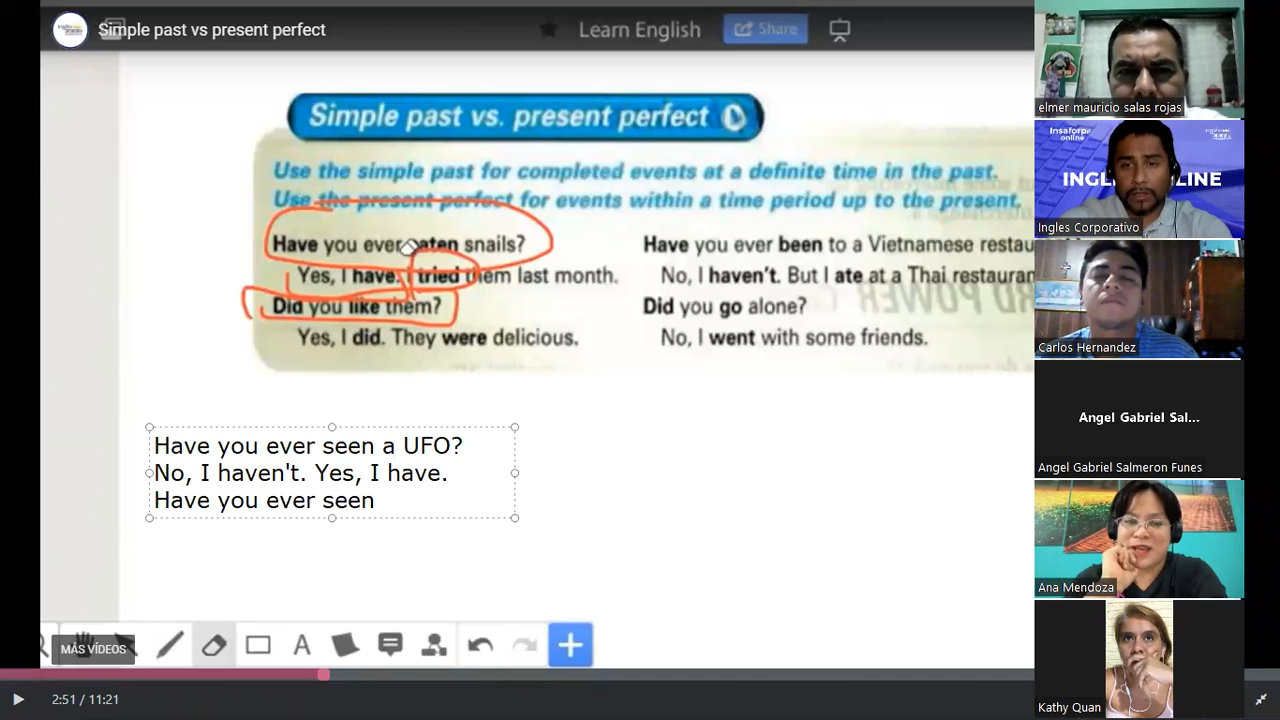 Simple past vs present perfect
Learn English
Share
Simple past vs. present perfect
Use the simple past for completed events at a definite time in the past.
Use the present perfect for events within a time period up to the present.
Have you ever eaten snails?
Yes, I have. I tried them last month.
Did you like them?
Yes, I did. They were delicious.
Have you ever been to a Vietnamese restau
No, I haven't. But I ate at a Thai restauran
Did you go alone?
No, I went with some friends.
Have you ever seen a UFO?
No, I haven't. Yes, I have.
Have you ever seen
MÁS VÍDEOS
2:51 / 11:21
elmer mauricio salas rojas
Insaforp
online
INGL
ONLINE
Ingles Corporativo
Carlos Hernandez
Angel Gabriel Sal...
Angel Gabriel Salmeron Funes
Ana Mendoza
Kathy Quan